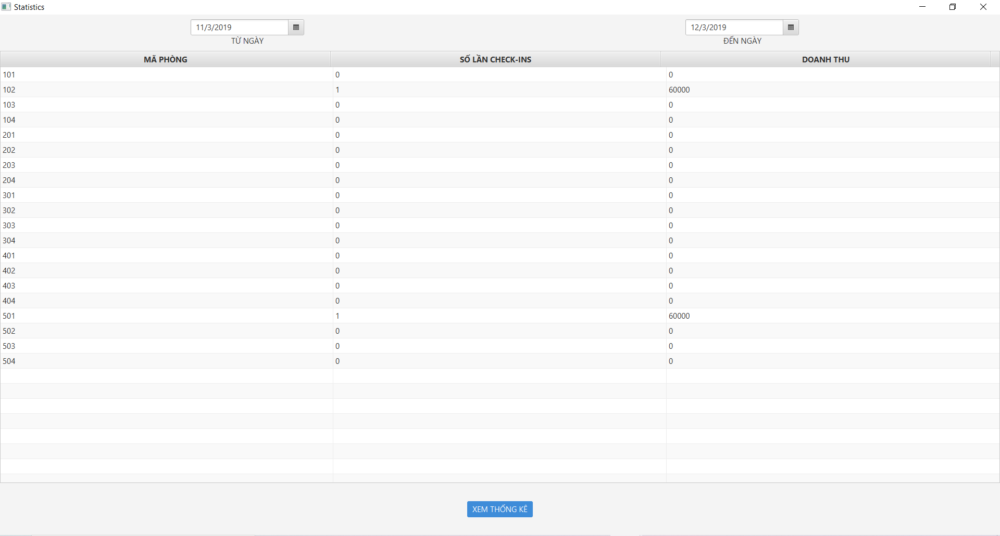 Statistics
11/3/2019 12/3/2019
TỪ NGÀY ĐẾN NGÀY
MÃ PHÒNG SỐ LẦN CHECK-INS DOANH THU
101 0 0
102 1 60000
103 0 0
104 0 0
201 0 0
202 0 0
203 0 0
204 0 0
301 0 0
302 0 0
303 0 0
304 0 0
401 0 0
402 0 0
403 0 0
404 0 0
501 1 60000
502 0 0
503 0 0
504 0 0
XEM THỐNG KÊ